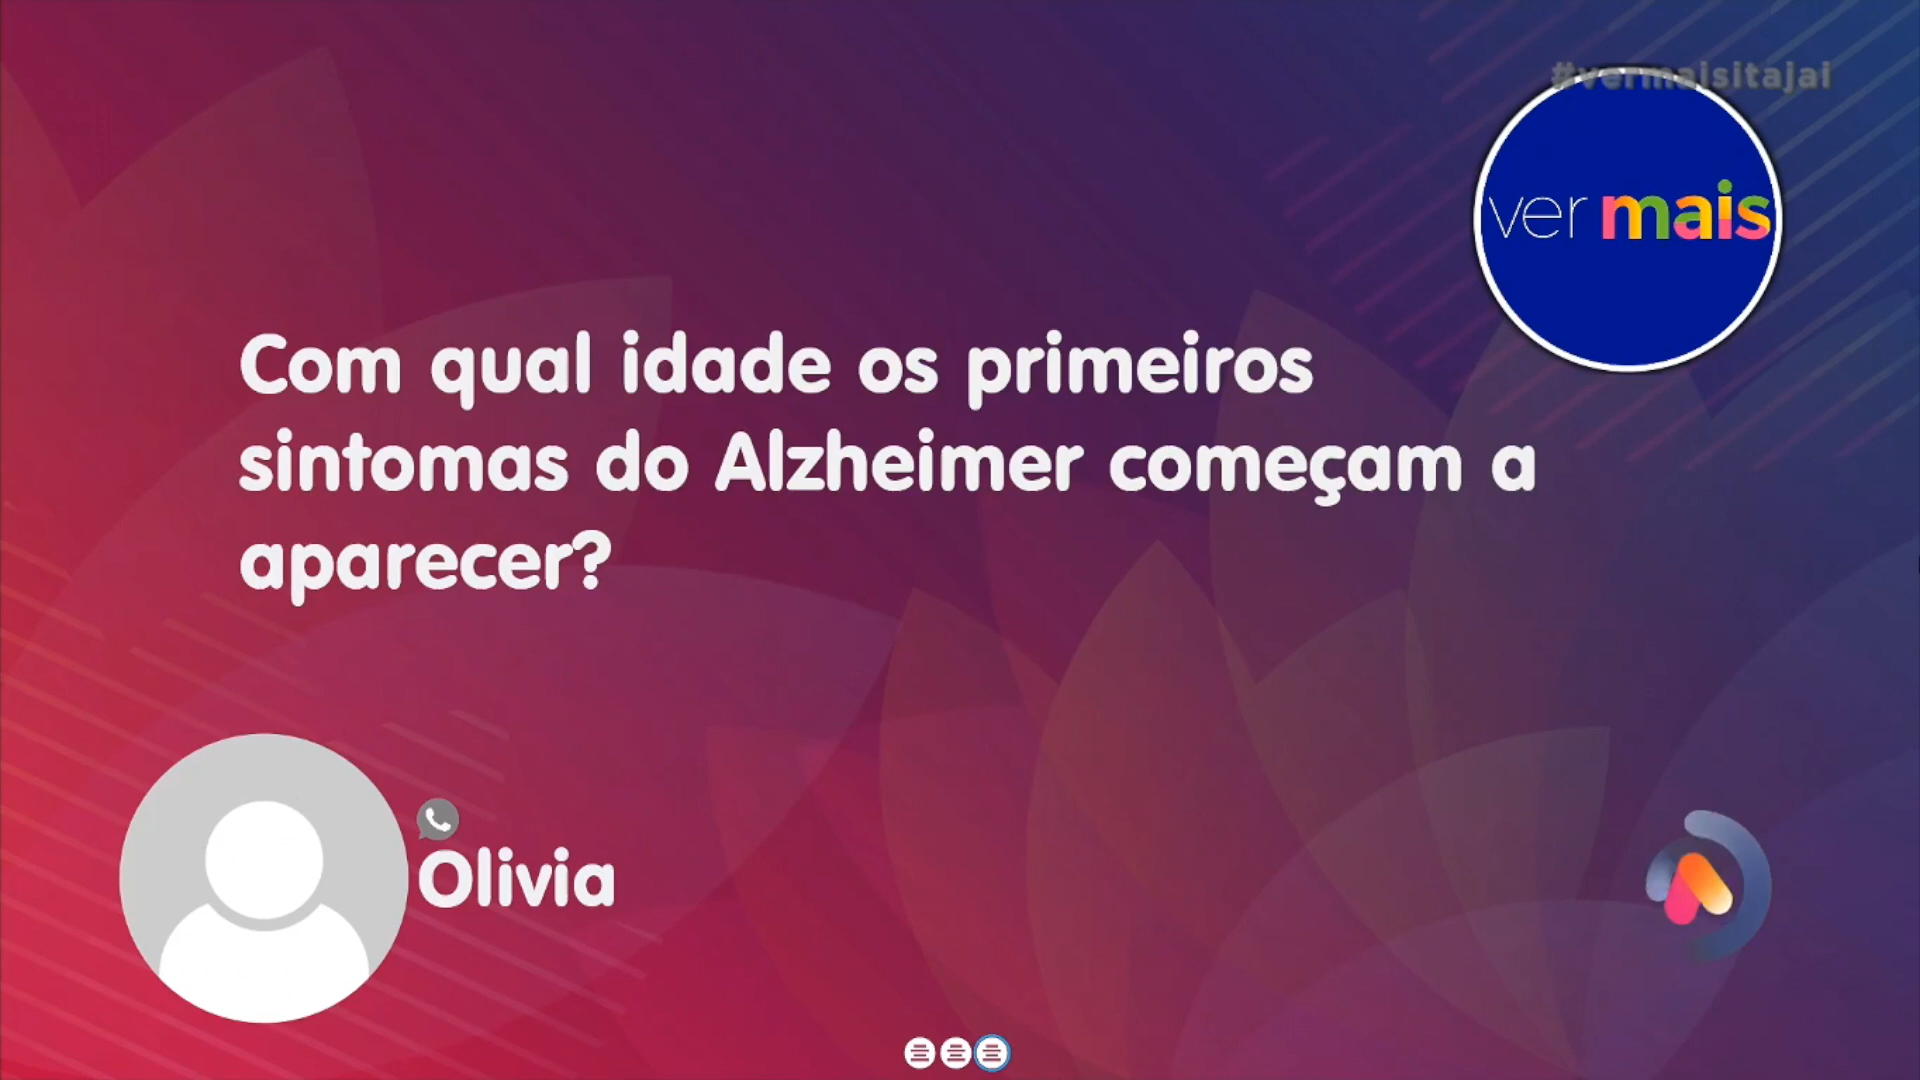 #vermaisitajai
ver mais
Com qual idade os primeiros
sintomas do Alzheimer começam a
aparecer?
Olivia